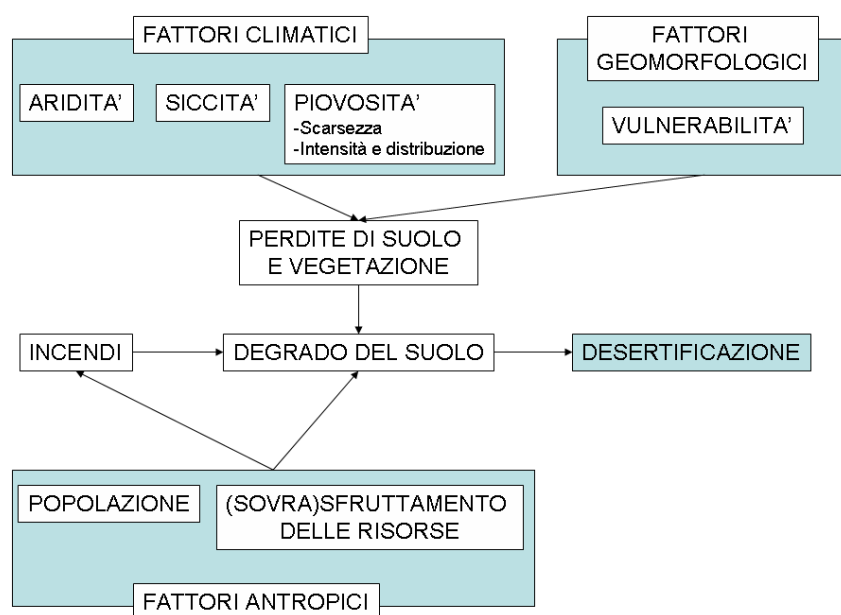 FATTORI CLIMATICI
FATTORI
GEOMORFOLOGICI
ARIDITA’
SICCITA’
PIOVOSITA’
-Scarsezza
-Intensità e distribuzione
VULNERABILITA’
PERDITE DI SUOLO
E VEGETAZIONE
INCENDI
DEGRADO DEL SUOLO
DESERTIFICAZIONE
POPOLAZIONE
(SOVRA)SFRUTTAMENTO
DELLE RISORSE
FATTORI ANTROPICI